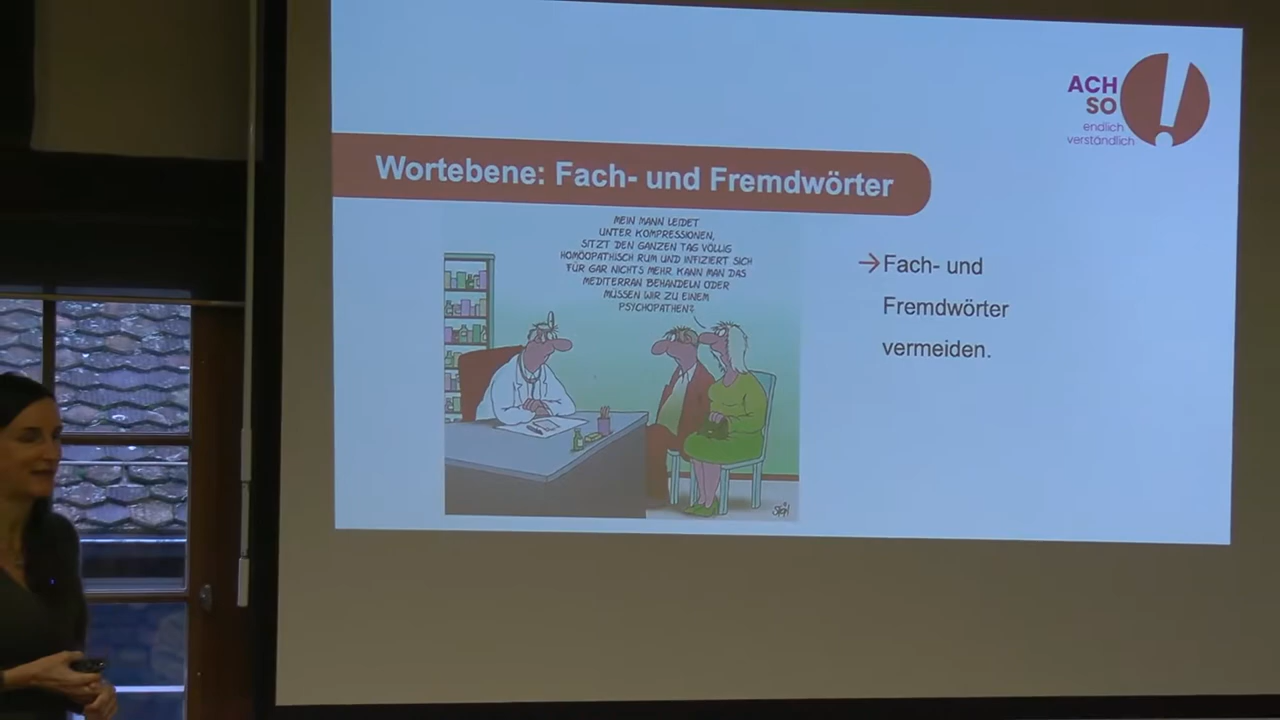 ACH
SO
endlich
verständlich
Wortebene: Fach- und Fremdwörter
MEIN MANN LEIDET
UNTER KOMPRESSIONEN,
SITZT DEN GANZEN TAG VÖLLIG
HOMÖOPATHISCH RUM UND INFIZIERT SICH
FÜR GAR NICHTS MEHR. KANN MAN DAS
MEDITERRAN BEHANDELN ODER
MÜSSEN WIR ZU EINEM
PSYCHOPATHEN?
→Fach- und
Fremdwörter
vermeiden.